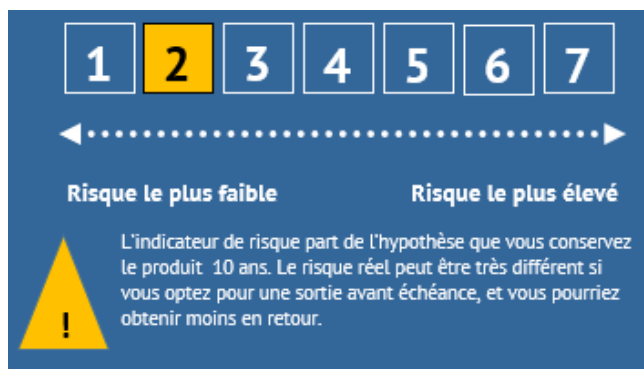 1 2 3 4 5 6 7
Risque le plus faible Risque le plus élevé
L'indicateur de risque part de l'hypothèse que vous conservez
le produit 10 ans. Le risque réel peut être très différent si
vous optez pour une sortie avant échéance, et vous pourriez
obtenir moins en retour.
!